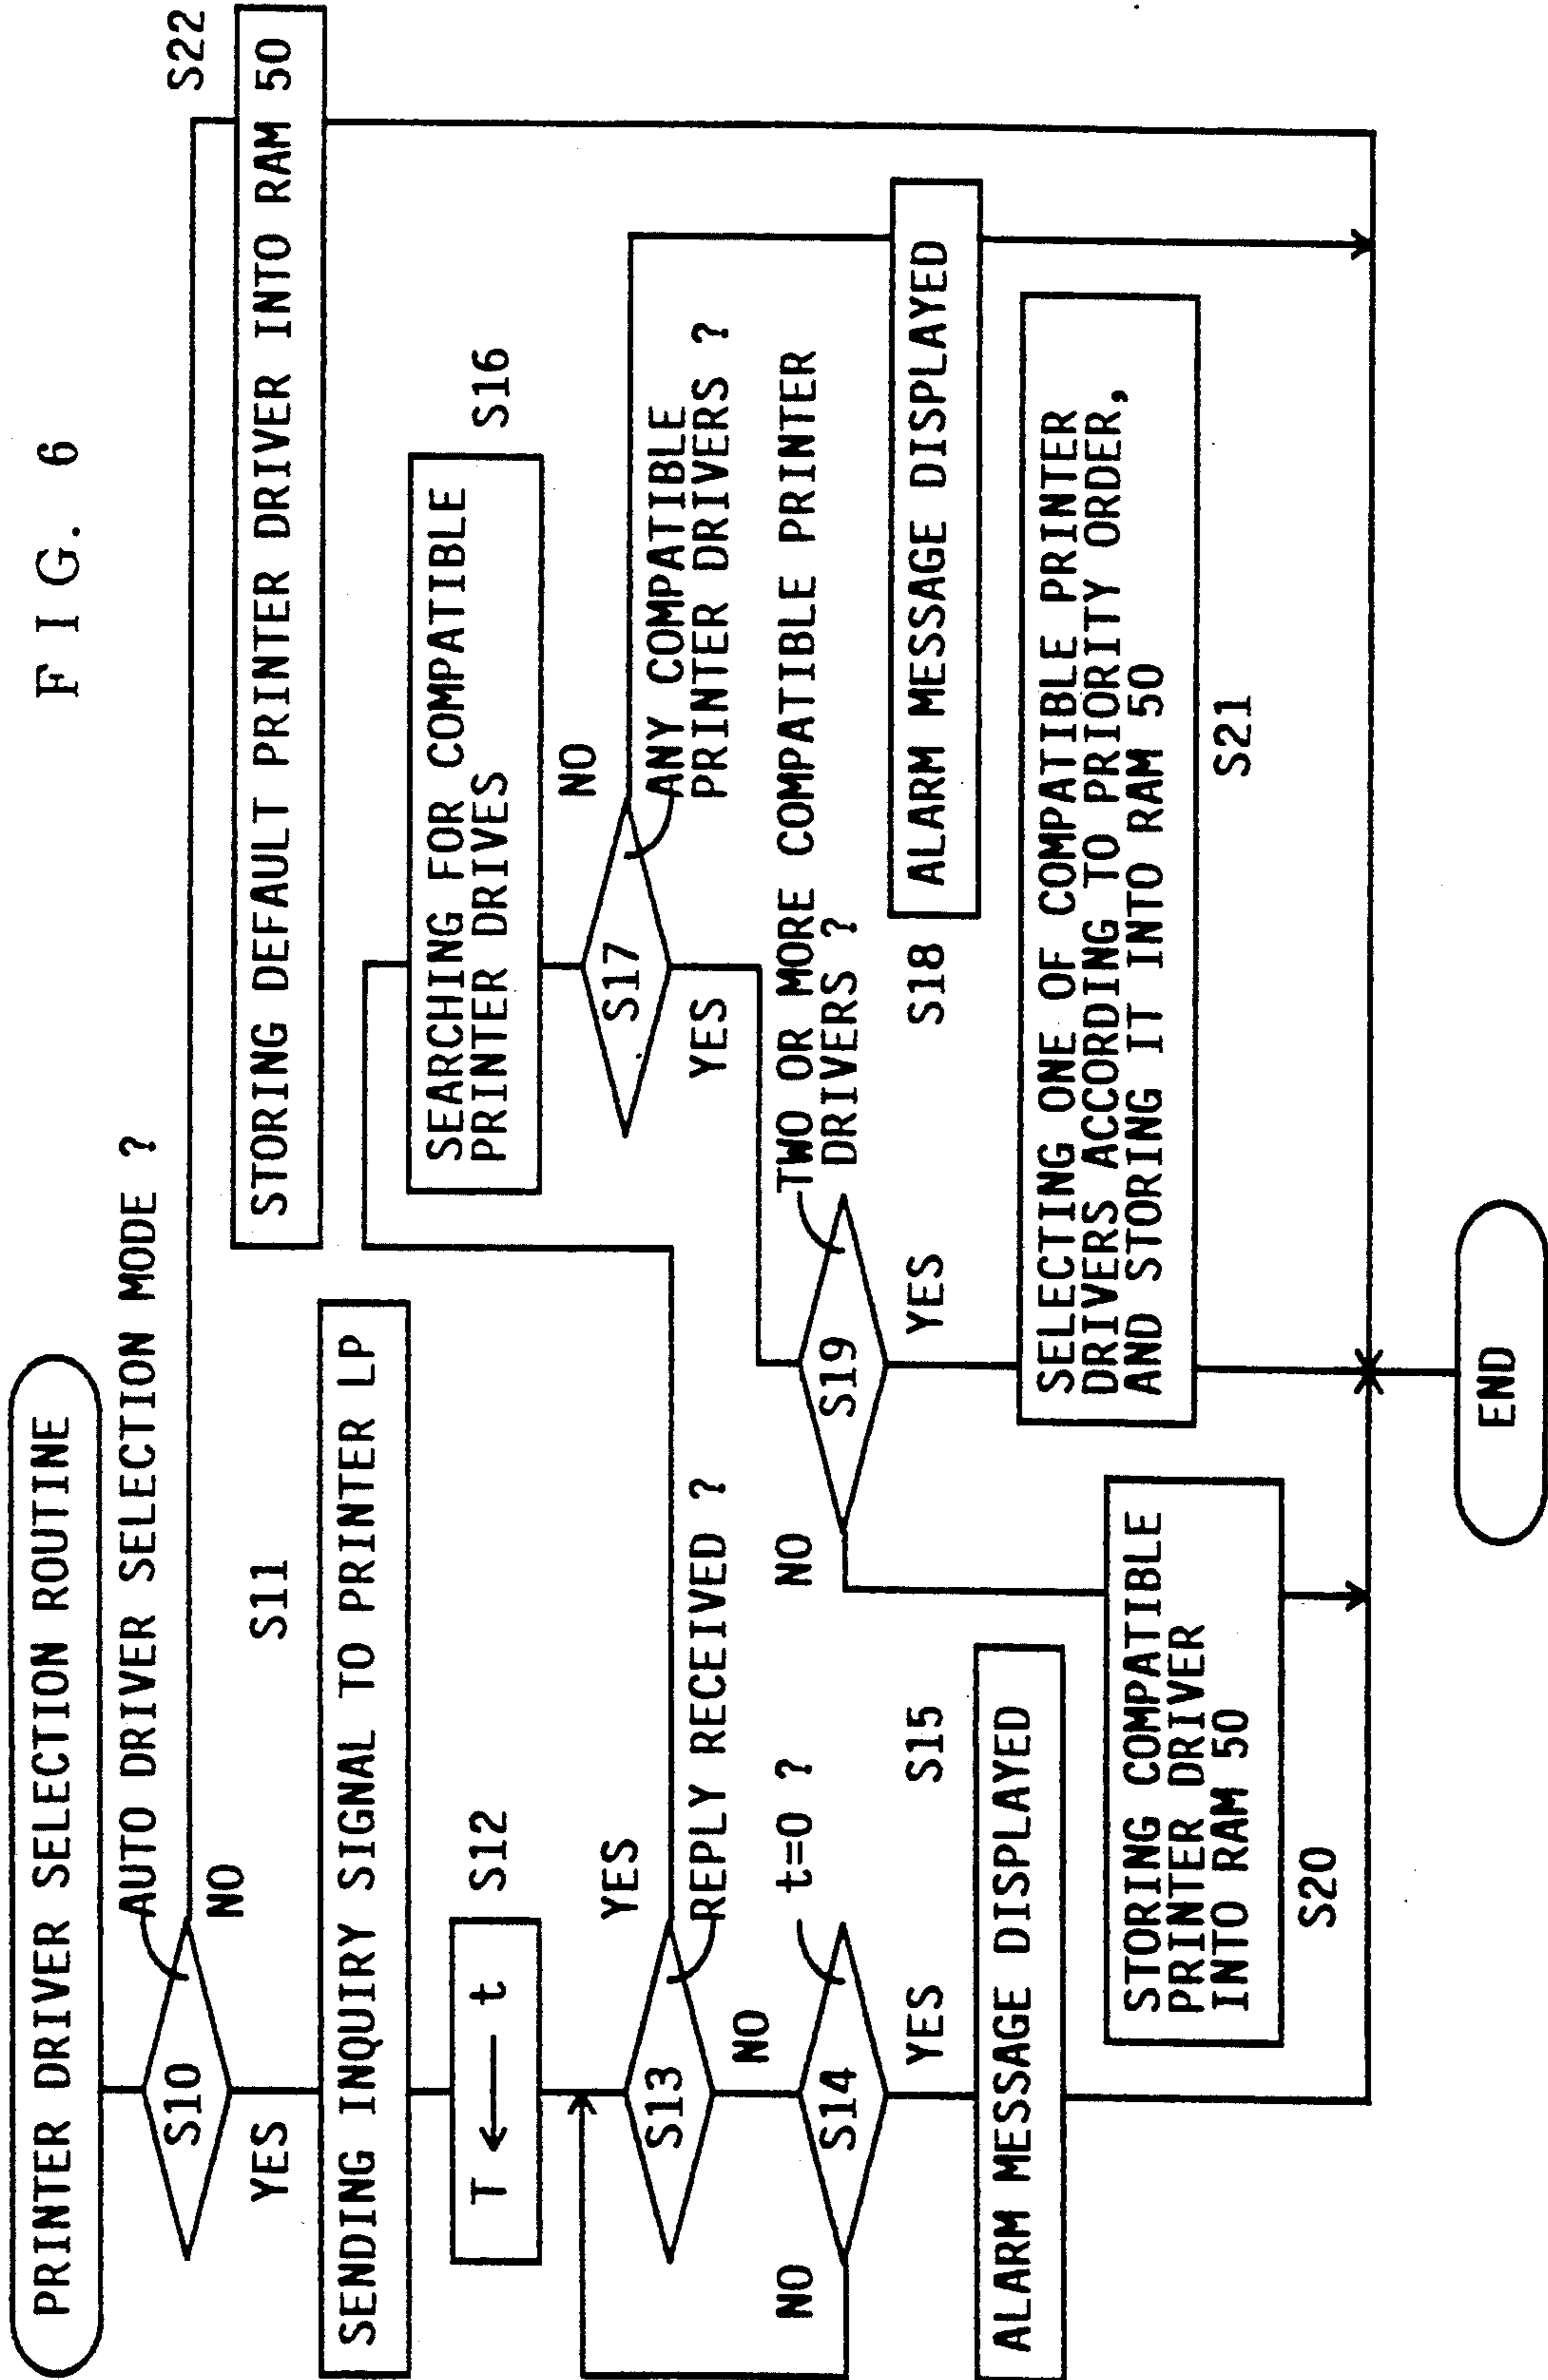 F I G. 6
PRINTER DRIVER SELECTION ROUTINE
S10
AUTO DRIVER SELECTION MODE ?
NO
YES
S22
STORING DEFAULT PRINTER DRIVER INTO RAM 50
S11
SENDING INQUIRY SIGNAL TO PRINTER LP
T ← t
S12
S13
YES
REPLY RECEIVED ?
NO
S14
t=0 ?
NO
YES
S15
ALARM MESSAGE DISPLAYED
S16
SEARCHING FOR COMPATIBLE
PRINTER DRIVES
S17
NO
ANY COMPATIBLE
PRINTER DRIVERS ?
YES
S18
ALARM MESSAGE DISPLAYED
S19
TWO OR MORE COMPATIBLE PRINTER
DRIVERS ?
NO
YES
STORING COMPATIBLE
PRINTER DRIVER
INTO RAM 50
S20
SELECTING ONE OF COMPATIBLE PRINTER
DRIVERS ACCORDING TO PRIORITY ORDER,
AND STORING IT INTO RAM 50
S21
END